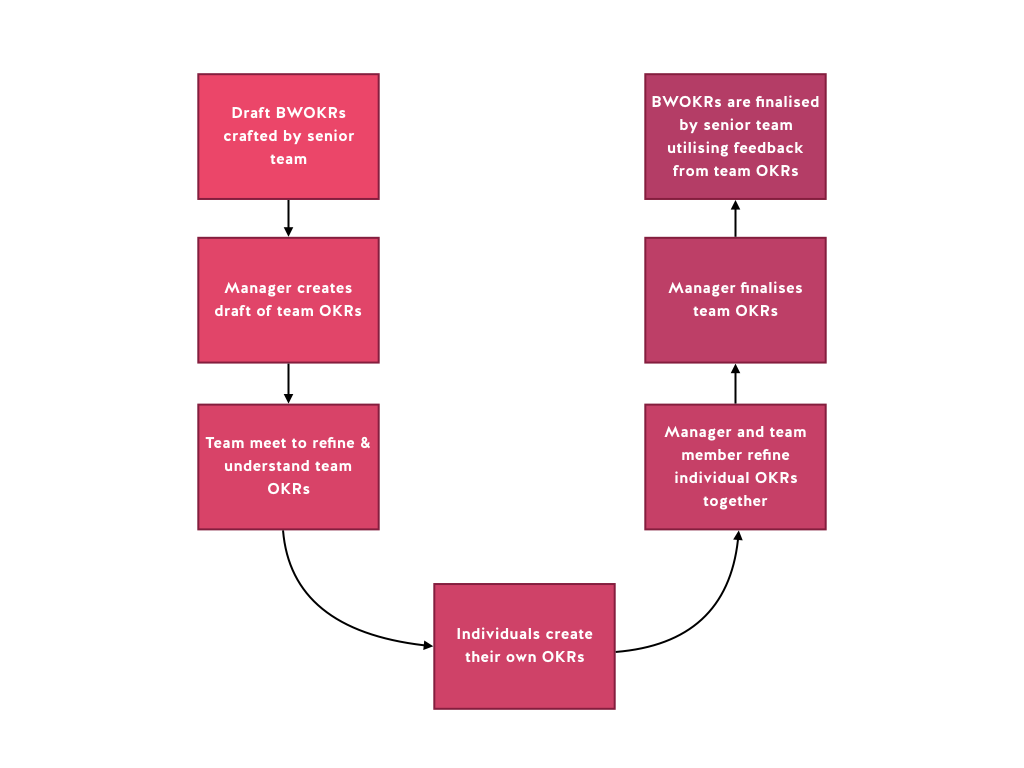 Draft BWOKRs
crafted by senior
team
Manager creates
draft of team OKRs
Team meet to refine &
understand team
OKRs
Individuals create
their own OKRs
Manager and team
member refine
individual OKRs
together
Manager finalises
team OKRs
BWOKRs are finalised
by senior team
utilising feedback
from team OKRs